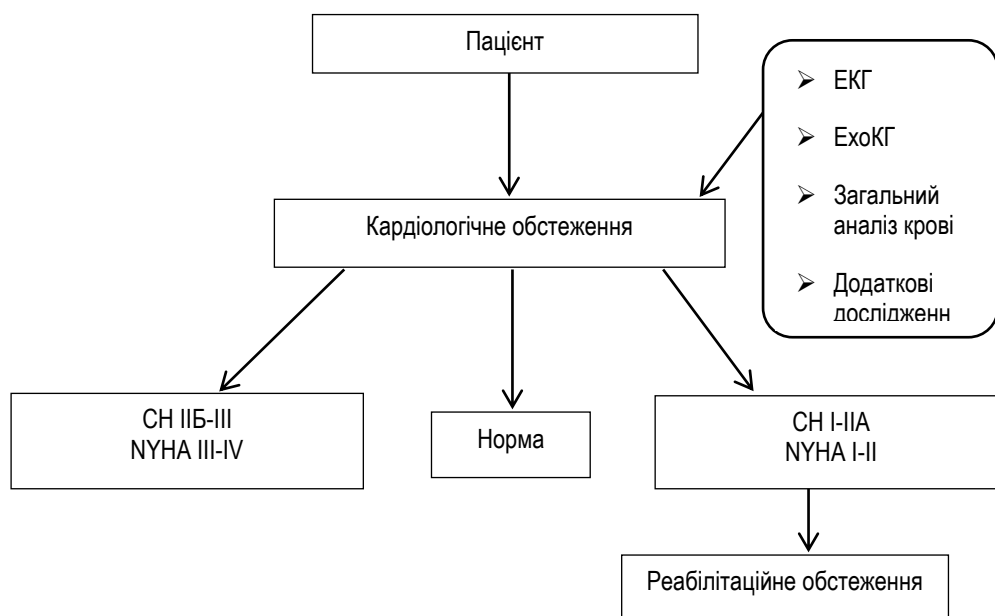 Пацієнт
➢ ЕКГ
➢ ЕхоКГ
➢ Загальний
аналіз крові
➢ Додаткові
дослідженн
Кардіологічне обстеження
СН ІІБ-ІІІ
NYHA III-IV
Норма
СН І-ІІА
NYHA I-II
Реабілітаційне обстеження